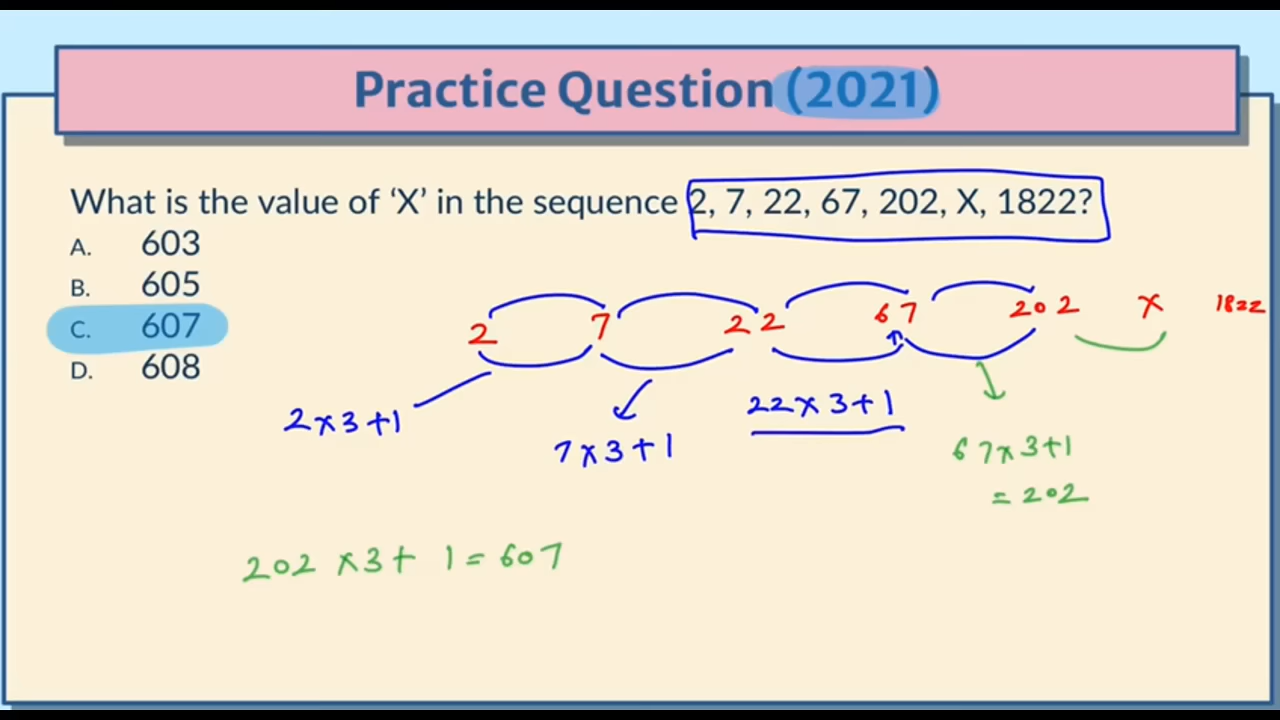 Practice Question (2021)
What is the value of ‘X’ in the sequence 2, 7, 22, 67, 202, X, 1822?
A. 603
B. 605
C. 607
D. 608
2 7 22 67 202 X 1822
2 x 3 + 1
7 x 3 + 1
22 x 3 + 1
67 x 3 + 1
= 202
202 x 3 + 1 = 607